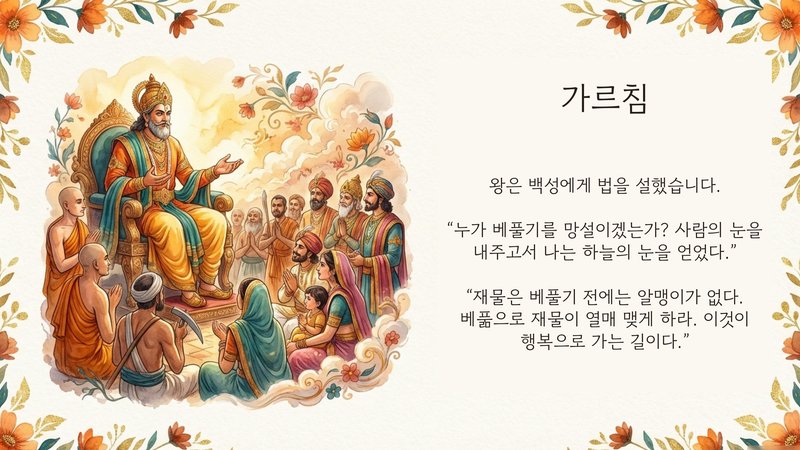 가르침
왕은 백성에게 법을 설했습니다.
“누가 베풀기를 망설이겠는가? 사람의 눈을
내주고서 나는 하늘의 눈을 얻었다.”
“재물은 베풀기 전에는 알맹이가 없다.
베풂으로 재물이 열매 맺게 하라. 이것이
행복으로 가는 길이다.”